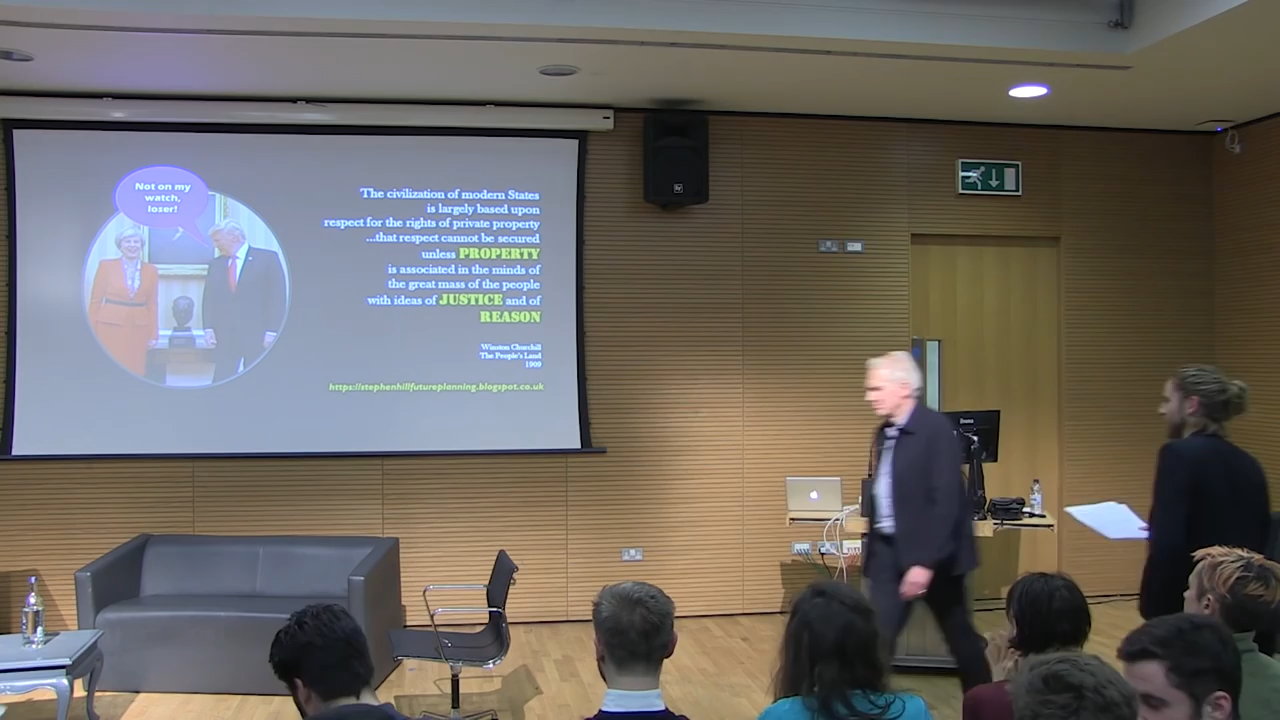 Not on my
watch,
loser!
The civilization of modern States
is largely based upon
respect for the rights of private property
...that respect cannot be secured
unless PROPERTY
is associated in the minds of
the great mass of the people
with ideas of JUSTICE and of
REASON
Winston Churchill
The People's Land
1909
https://stephenhillfutureplanning.blogspot.co.uk